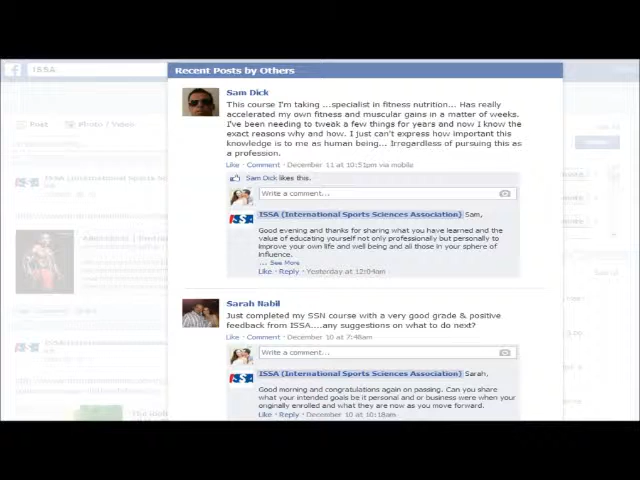 ISSA
Recent Posts by Others
Sam Dick
This course I'm taking ...specialist in fitness nutrition... Has really
accelerated my own fitness and muscular gains in a matter of weeks.
I've been needing to tweak a few things for years and now I know the
exact reasons why and how. I just can't express how important this
knowledge is to me as human being... Irregardless of pursuing this as
a profession.
Like · Comment · December 11 at 10:51pm via mobile
Sam Dick likes this.
Write a comment...
ISSA (International Sports Sciences Association) Sam,
Good evening and thanks for sharing what you have learned and the
value of educating yourself not only professionally but personally to
improve your own life and well being and all those in your sphere of
influence.
... See More
Like · Reply · Yesterday at 12:04am
Sarah Nabil
Just completed my SSN course with a very good grade & positive
feedback from ISSA....any suggestions on what to do next?
Like · Comment · December 10 at 7:48am
Write a comment...
ISSA (International Sports Sciences Association) Sarah,
Good morning and congratulations again on passing. Can you share
what your intended goals be it personal or business were when your
originally enrolled and what they are now as you move forward.
Like · Reply · December 10 at 10:18am
Post
Photo / Video